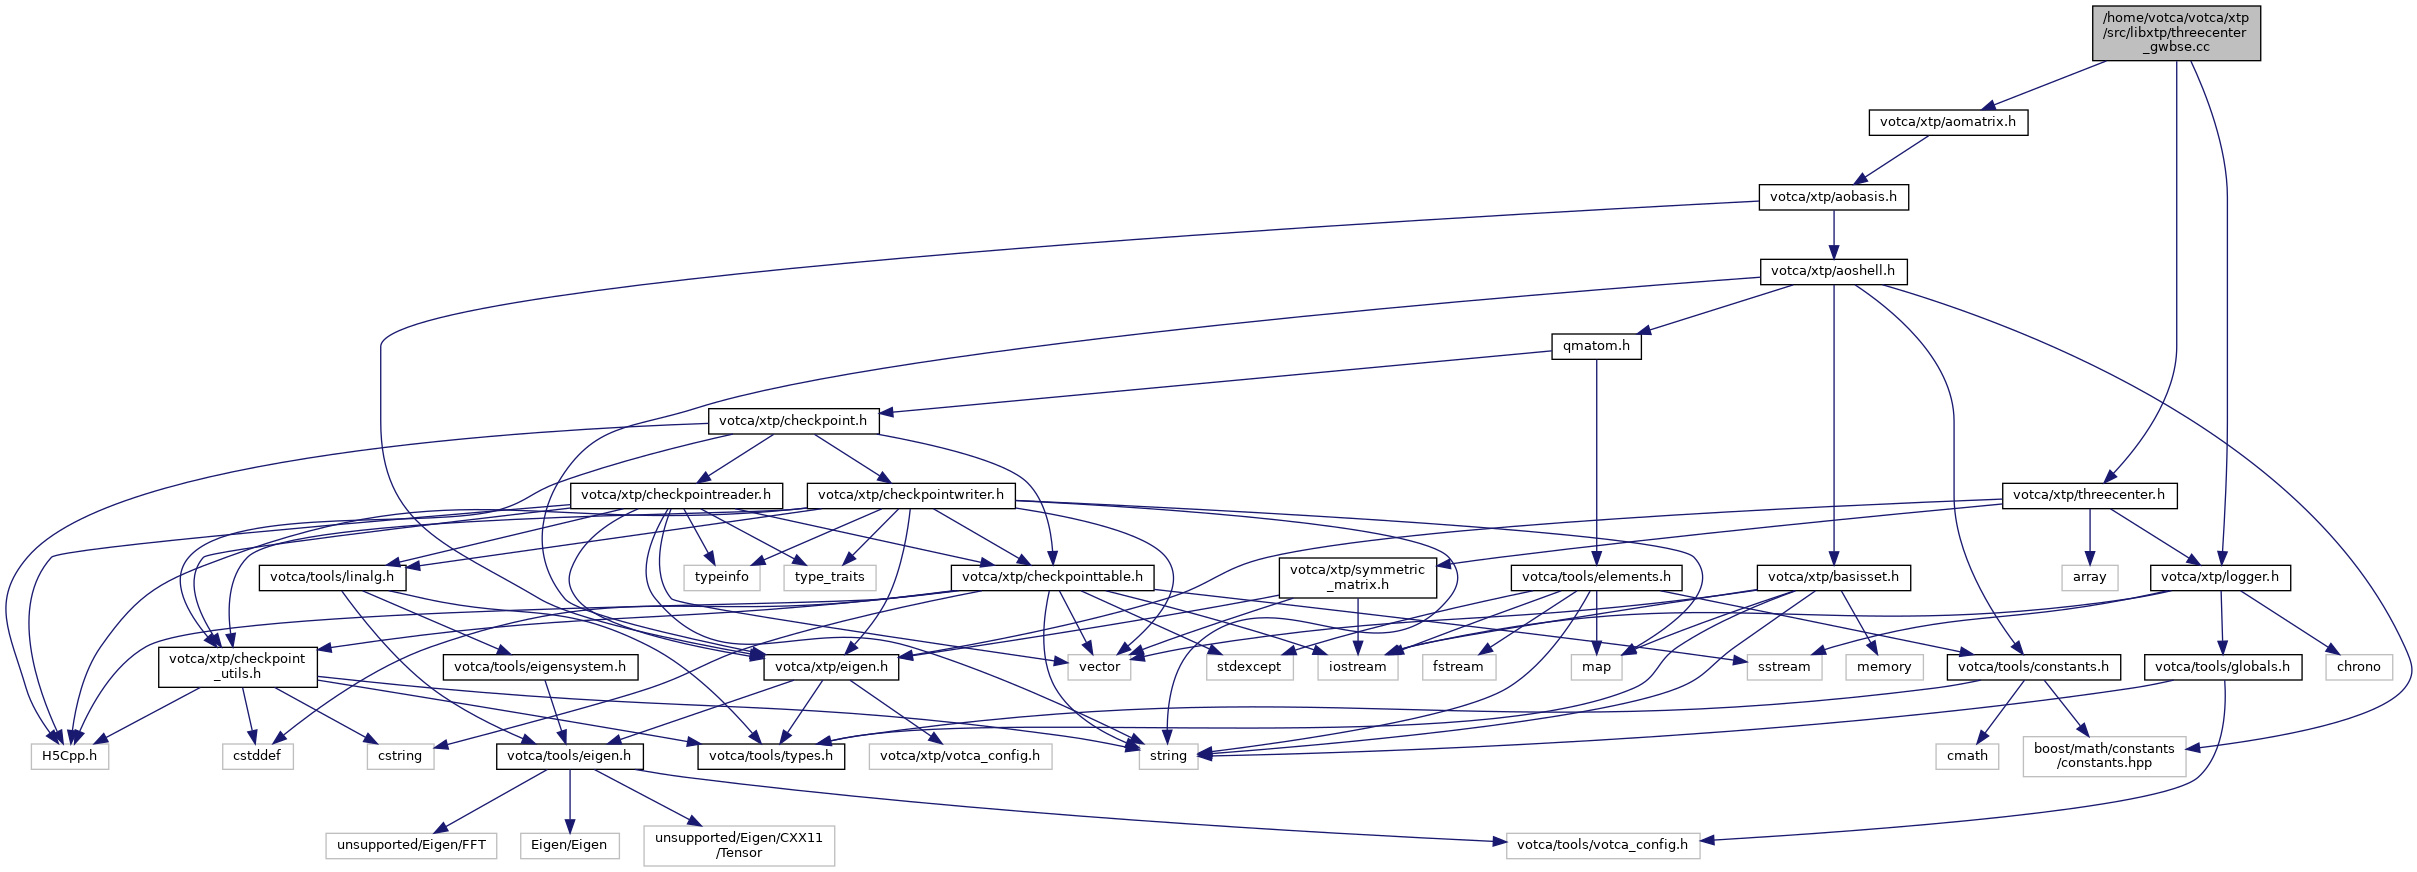 /home/votca/votca/xtp
/src/libxtp/threecenter
_gwbse.cc
votca/xtp/aomatrix.h
votca/xtp/aobasis.h
votca/xtp/aoshell.h
qmatom.h
votca/xtp/checkpoint.h
votca/xtp/checkpointreader.h
votca/xtp/checkpointwriter.h
votca/xtp/threecenter.h
votca/tools/linalg.h
typeinfo
type_traits
votca/xtp/checkpointtable.h
votca/xtp/symmetric
_matrix.h
votca/tools/elements.h
votca/xtp/basisset.h
array
votca/xtp/logger.h
votca/xtp/checkpoint
_utils.h
votca/tools/eigensystem.h
votca/xtp/eigen.h
vector
stdexcept
iostream
fstream
map
sstream
memory
votca/tools/constants.h
votca/tools/globals.h
chrono
H5Cpp.h
cstddef
cstring
votca/tools/eigen.h
votca/tools/types.h
votca/xtp/votca_config.h
string
cmath
boost/math/constants
/constants.hpp
unsupported/Eigen/FFT
Eigen/Eigen
unsupported/Eigen/CXX11
/Tensor
votca/tools/votca_config.h